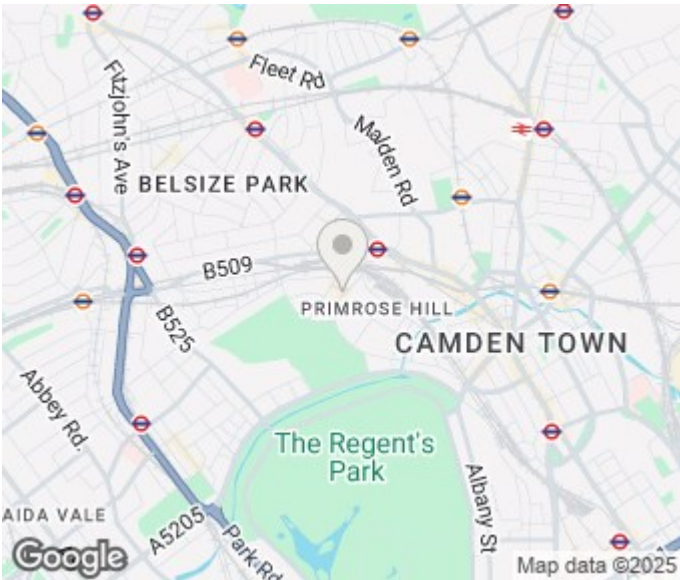 Fleet Rd
Fitzjohn's Ave
Malden Rd
BELSIZE PARK
B509
PRIMROSE HILL
B525
CAMDEN TOWN
Abbey Rd.
The Regent's
Park
Albany St
AIDA VALE
A5205
Park Rd
Google
Map data ©2025